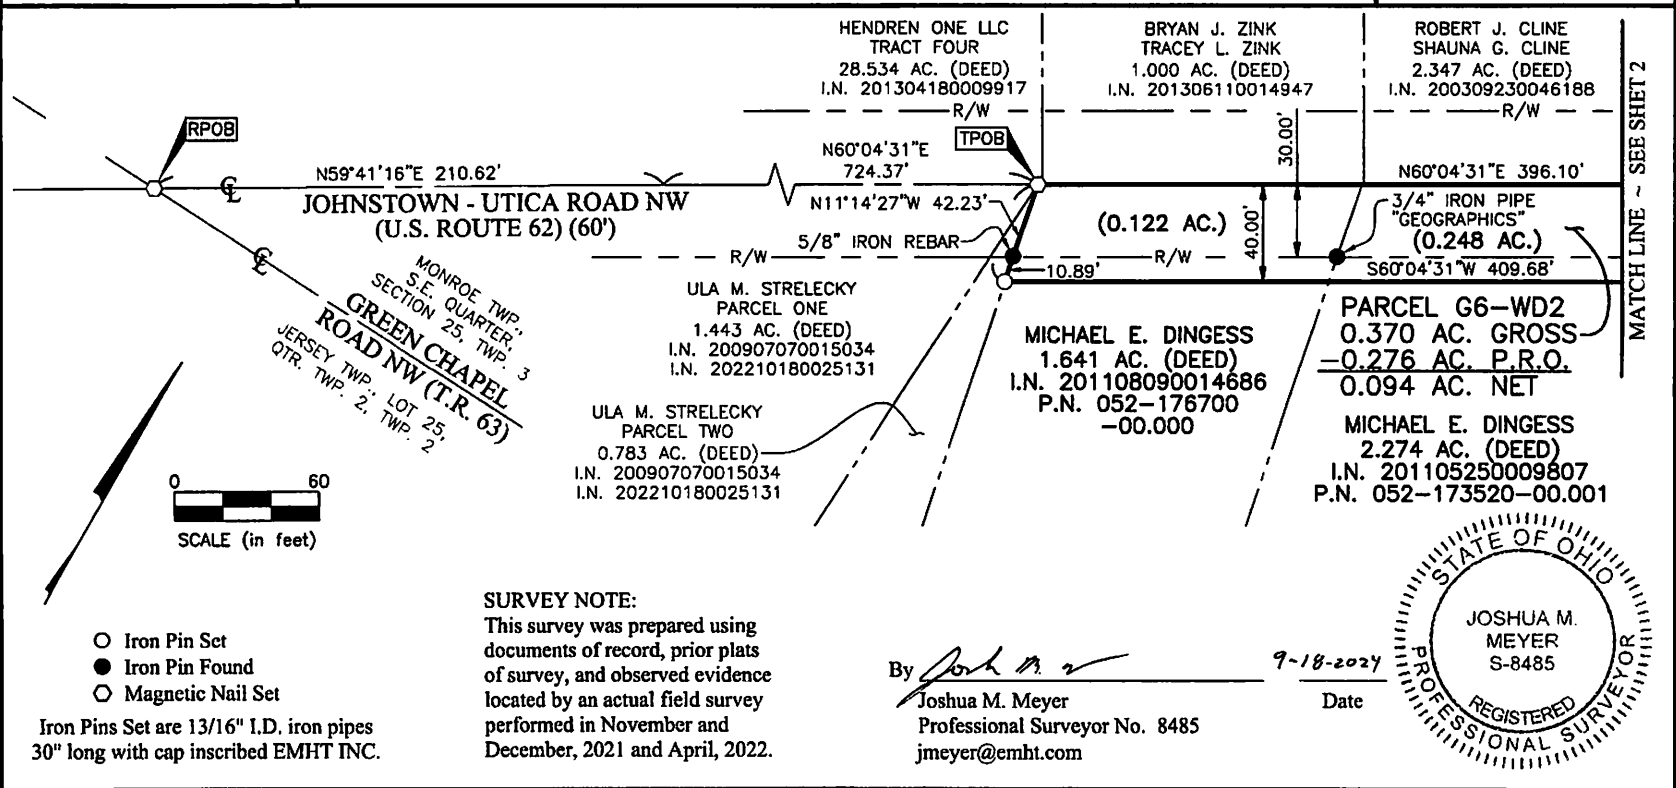 HENDREN ONE LLC
TRACT FOUR
28.534 AC. (DEED)
I.N. 201304180009917
BRYAN J. ZINK
TRACEY L. ZINK
1.000 AC. (DEED)
I.N. 201306110014947
ROBERT J. CLINE
SHAUNA G. CLINE
2.347 AC. (DEED)
I.N. 200309230046188
R/W
R/W
MATCH LINE ~ SEE SHEET 2
RPOB
TPOB
30.00'
N59°41'16"E 210.62'
N60°04'31"E
724.37'
N60°04'31"E 396.10'
JOHNSTOWN - UTICA ROAD NW
(U.S. ROUTE 62) (60')
N11°14'27"W 42.23'
5/8" IRON REBAR
(0.122 AC.)
40.00'
3/4" IRON PIPE
"GEOGRAPHICS"
(0.248 AC.)
R/W
10.89'
R/W
S60°04'31"W 409.68'
MONROE TWP.,
S.E. QUARTER,
SECTION 25, TWP. 3
GREEN CHAPEL
ROAD NW (T.R. 63)
JERSEY TWP., LOT 25,
QTR. TWP. 2, TWP. 2
ULA M. STRELECKY
PARCEL ONE
1.443 AC. (DEED)
I.N. 200907070015034
I.N. 202210180025131
MICHAEL E. DINGESS
1.641 AC. (DEED)
I.N. 201108090014686
P.N. 052-176700
-00.000
PARCEL G6-WD2
0.370 AC. GROSS
-0.276 AC. P.R.O.
0.094 AC. NET
ULA M. STRELECKY
PARCEL TWO
0.783 AC. (DEED)
I.N. 200907070015034
I.N. 202210180025131
MICHAEL E. DINGESS
2.274 AC. (DEED)
I.N. 201105250009807
P.N. 052-173520-00.001
0 60
SCALE (in feet)
Iron Pin Set
Iron Pin Found
Magnetic Nail Set
Iron Pins Set are 13/16" I.D. iron pipes
30" long with cap inscribed EMHT INC.
SURVEY NOTE:
This survey was prepared using
documents of record, prior plats
of survey, and observed evidence
located by an actual field survey
performed in November and
December, 2021 and April, 2022.
By
Joshua M. Meyer
Professional Surveyor No. 8485
jmeyer@emht.com
9-18-2024
Date
STATE OF OHIO
JOSHUA M.
MEYER
S-8485
REGISTERED
PROFESSIONAL SURVEYOR